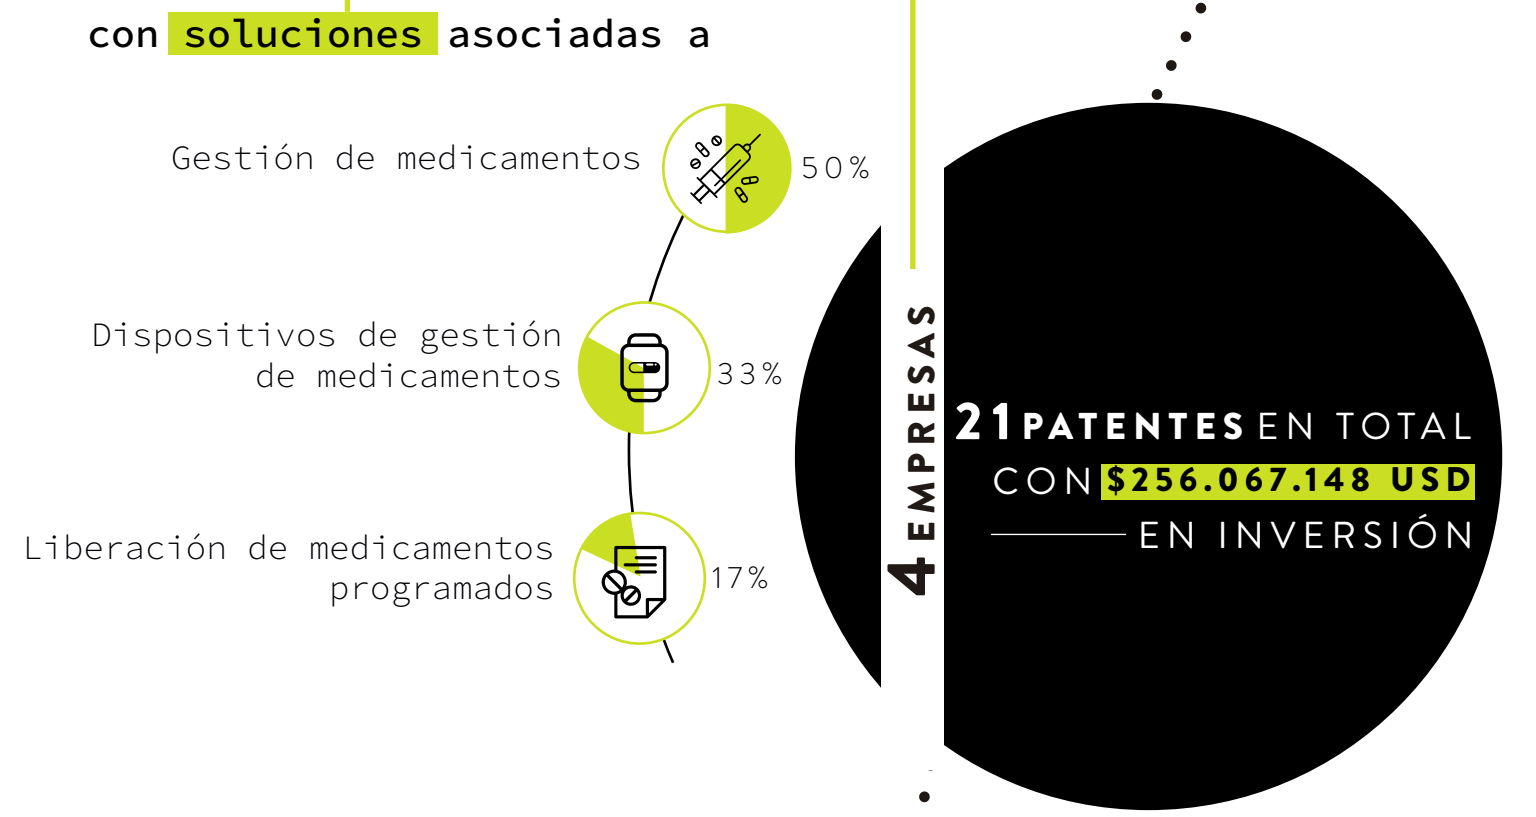 con soluciones asociadas a
Gestión de medicamentos
50%
Dispositivos de gestión
de medicamentos
33%
Liberación de medicamentos
programados
17%
4 EMPRESAS
21 PATENTES EN TOTAL
CON $256.067.148 USD
EN INVERSIÓN